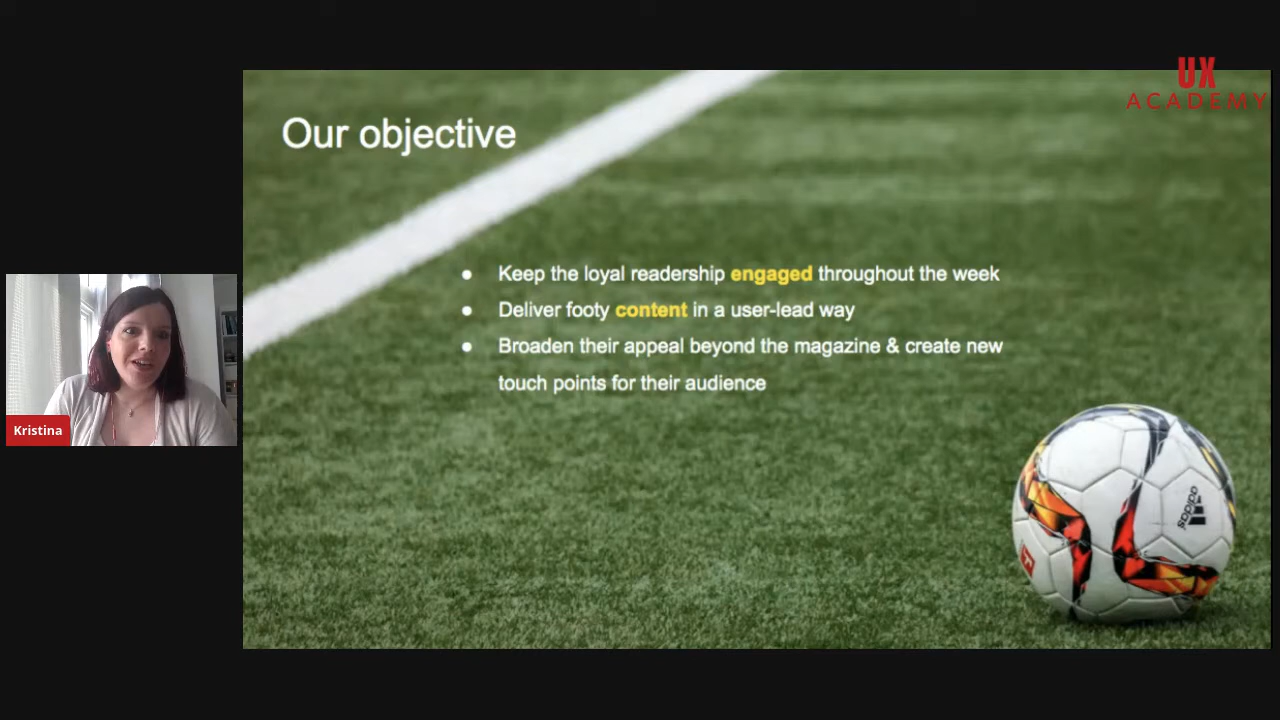 UX
ACADEMY
Our objective
● Keep the loyal readership engaged throughout the week
● Deliver footy content in a user-lead way
● Broaden their appeal beyond the magazine & create new
touch points for their audience
Kristina
adidas